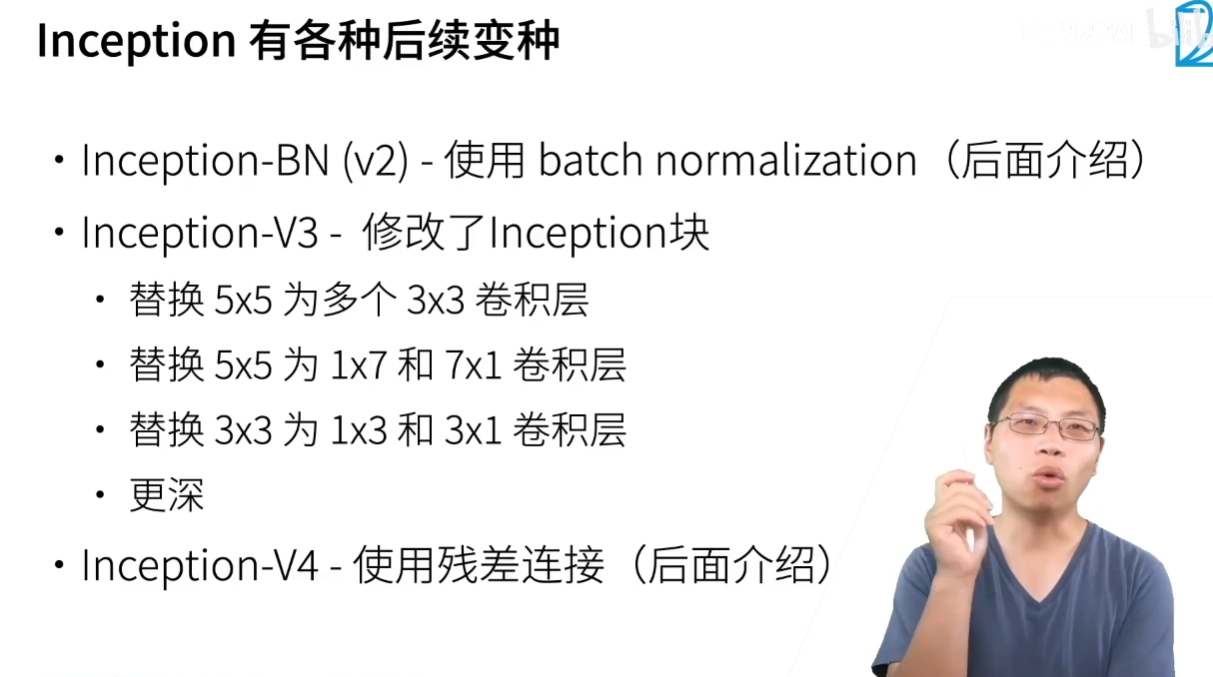 Inception 有各种后续变种
• Inception-BN (v2) - 使用 batch normalization（后面介绍）
• Inception-V3 - 修改了Inception块
• 替换 5x5 为多个 3x3 卷积层
• 替换 5x5 为 1x7 和 7x1 卷积层
• 替换 3x3 为 1x3 和 3x1 卷积层
• 更深
• Inception-V4 - 使用残差连接（后面介绍）